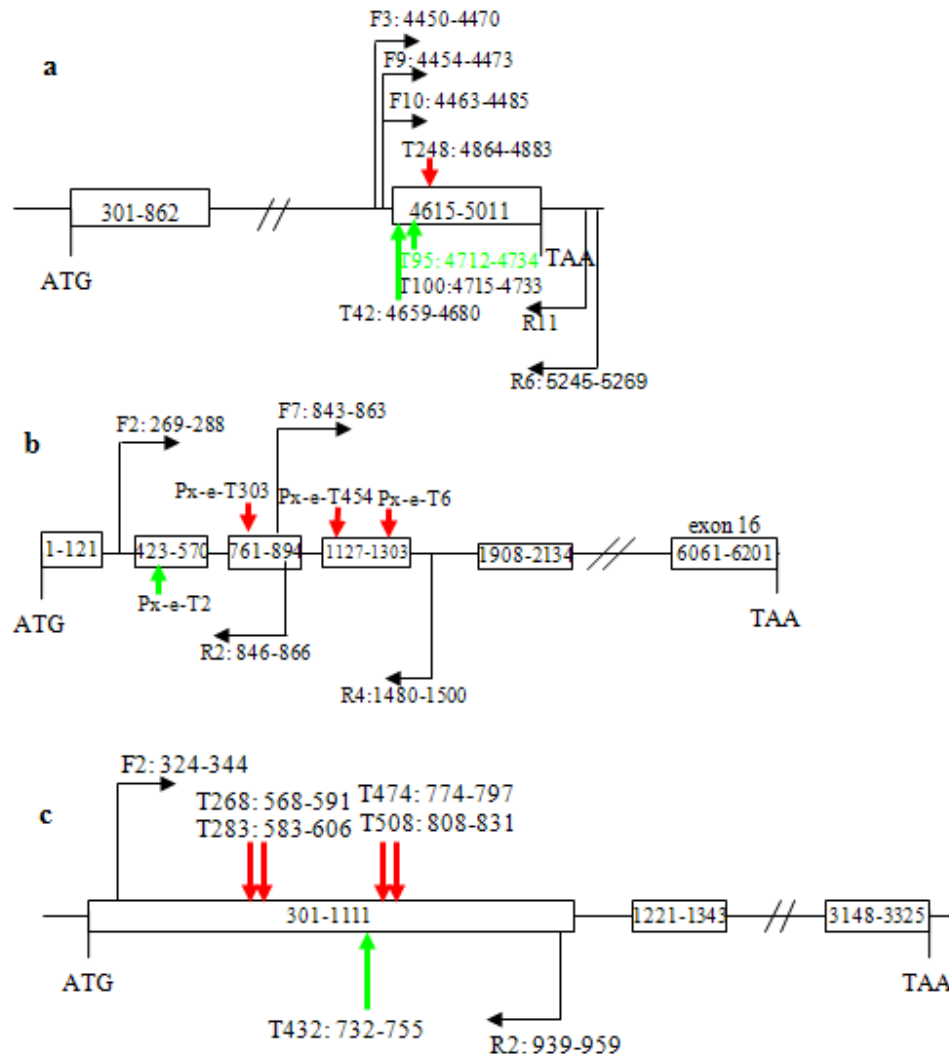 a
F3: 4450-4470
F9: 4454-4473
F10: 4463-4485
T248: 4864-4883
301-862
4615-5011
ATG
TAA
T95: 4712-4734
T100:4715-4733
T42: 4659-4680
R11
R6: 5245-5269
b
F2: 269-288
F7: 843-863
Px-e-T303
Px-e-T454
Px-e-T6
exon 16
1-121
423-570
761-894
1127-1303
1908-2134
6061-6201
Px-e-T2
ATG
TAA
R2: 846-866
R4:1480-1500
c
F2: 324-344
T268: 568-591
T283: 583-606
T474: 774-797
T508: 808-831
301-1111
1221-1343
3148-3325
ATG
TAA
T432: 732-755
R2: 939-959